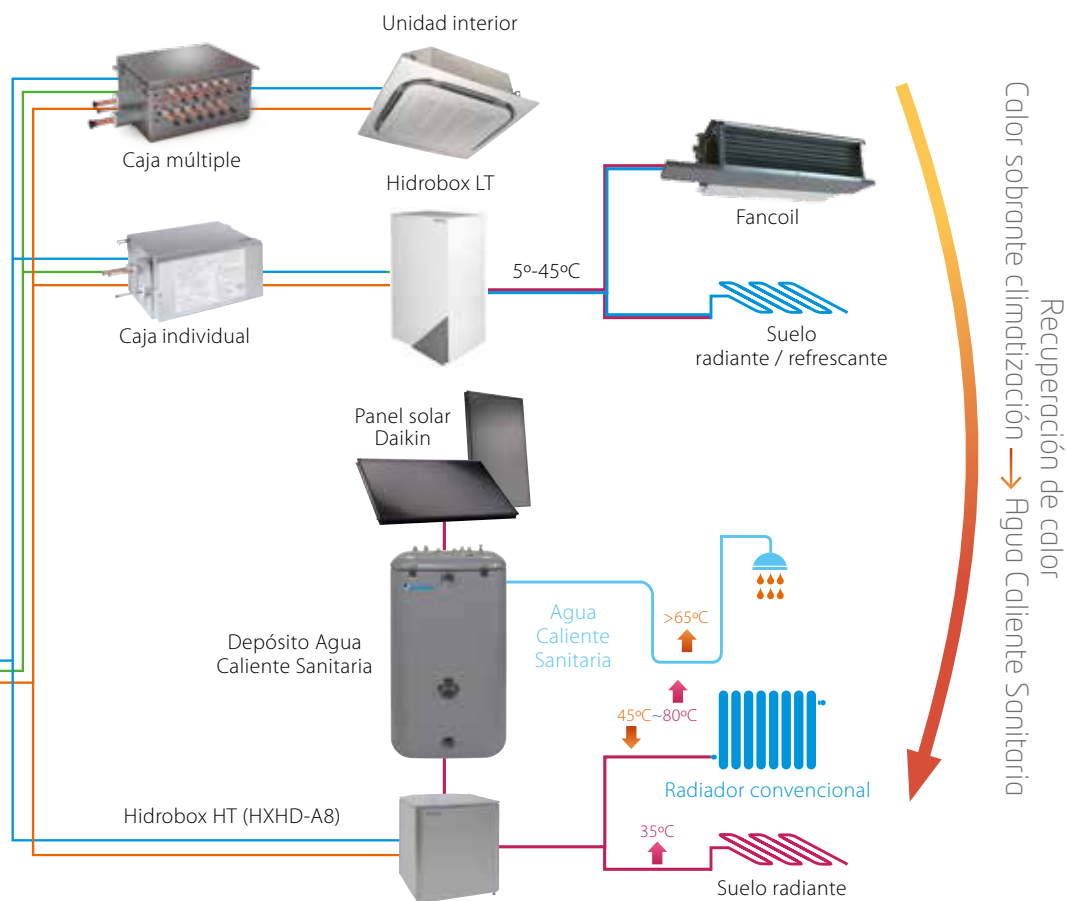 Unidad interior
Caja múltiple
Hidrobox LT
Fancoil
5º-45ºC
Caja individual
Suelo
radiante / refrescante
Panel solar
Daikin
Agua
Caliente
Sanitaria
>65ºC
Depósito Agua
Caliente Sanitaria
45ºC~80ºC
Radiador convencional
Hidrobox HT (HXHD-A8)
35ºC
Suelo radiante
Recuperación de calor
Calor sobrante climatización → Agua Caliente Sanitaria